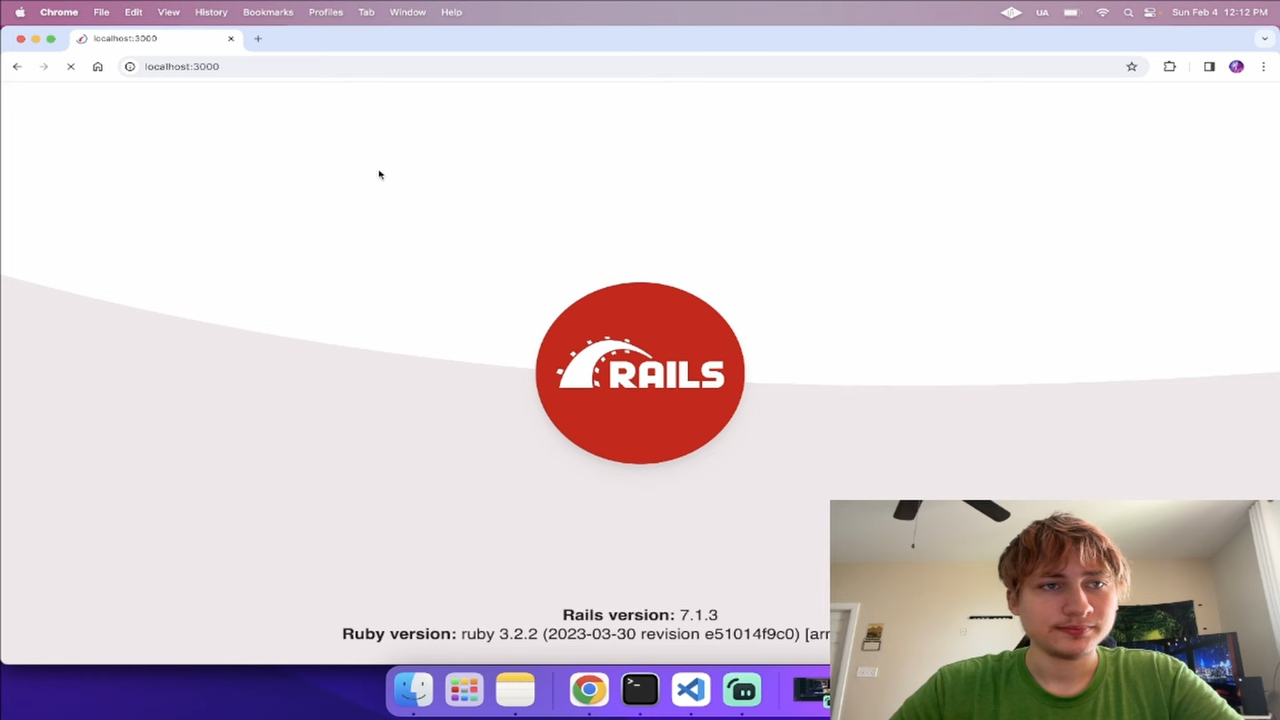 Chrome File Edit View History Bookmarks Profiles Tab Window Help UA Sun Feb 4 12:12 PM
localhost:3000
localhost:3000
RAILS
Rails version: 7.1.3
Ruby version: ruby 3.2.2 (2023-03-30 revision e51014f9c0) [arm